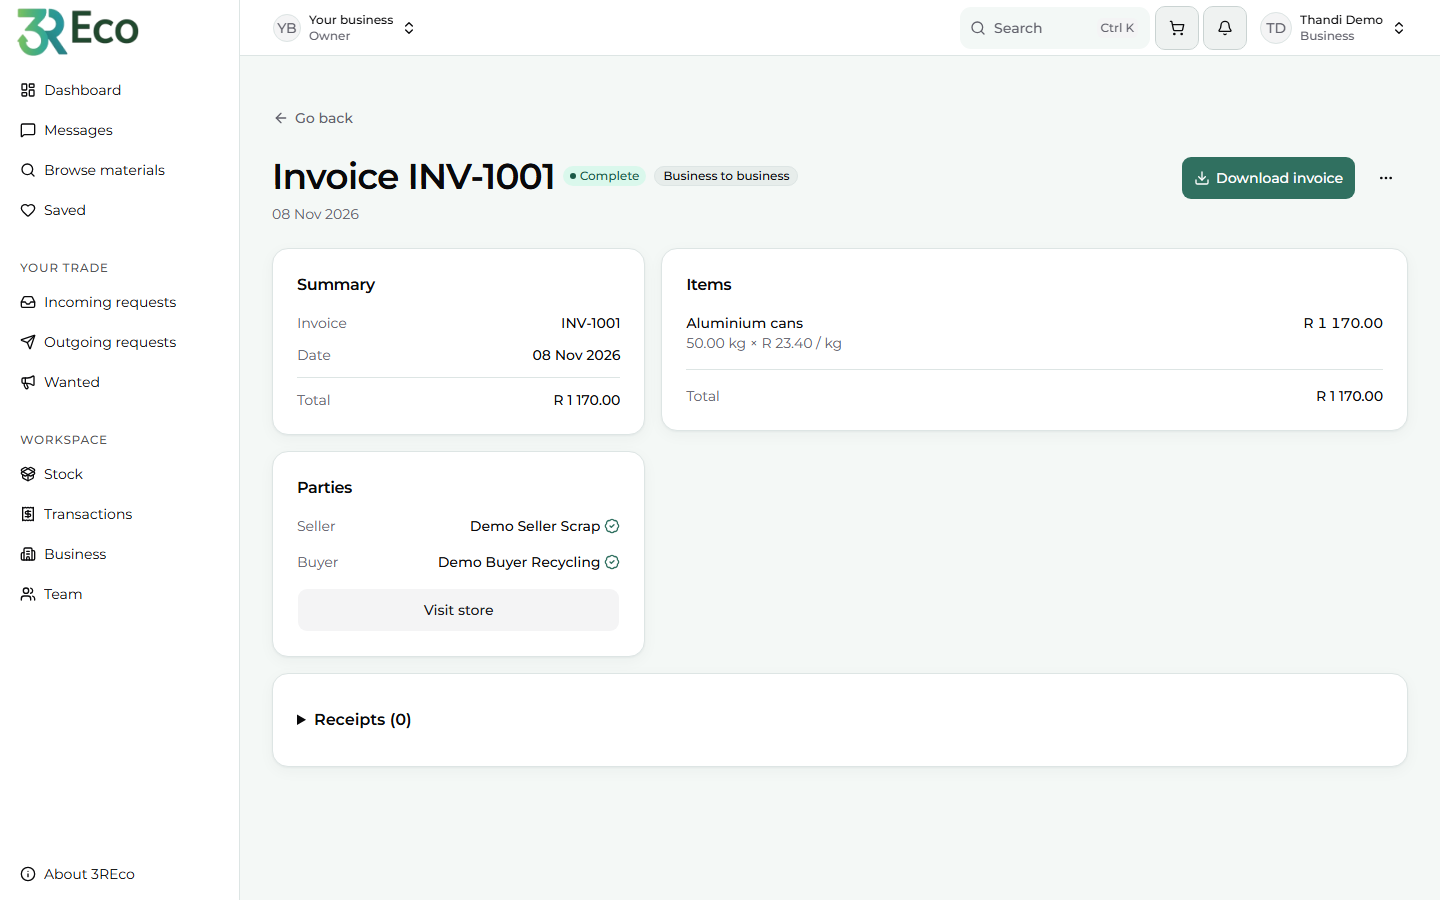 3R Eco
Dashboard
Messages
Browse materials
Saved
YOUR TRADE
Incoming requests
Outgoing requests
Wanted
WORKSPACE
Stock
Transactions
Business
Team
About 3REco
YB
Your business
Owner
Search
Ctrl K
TD
Thandi Demo
Business
Go back
Invoice INV-1001
Complete
Business to business
Download invoice
08 Nov 2026
Summary
Invoice INV-1001
Date 08 Nov 2026
Total R 1 170.00
Items
Aluminium cans R 1 170.00
50.00 kg × R 23.40 / kg
Total R 1 170.00
Parties
Seller Demo Seller Scrap
Buyer Demo Buyer Recycling
Visit store
Receipts (0)